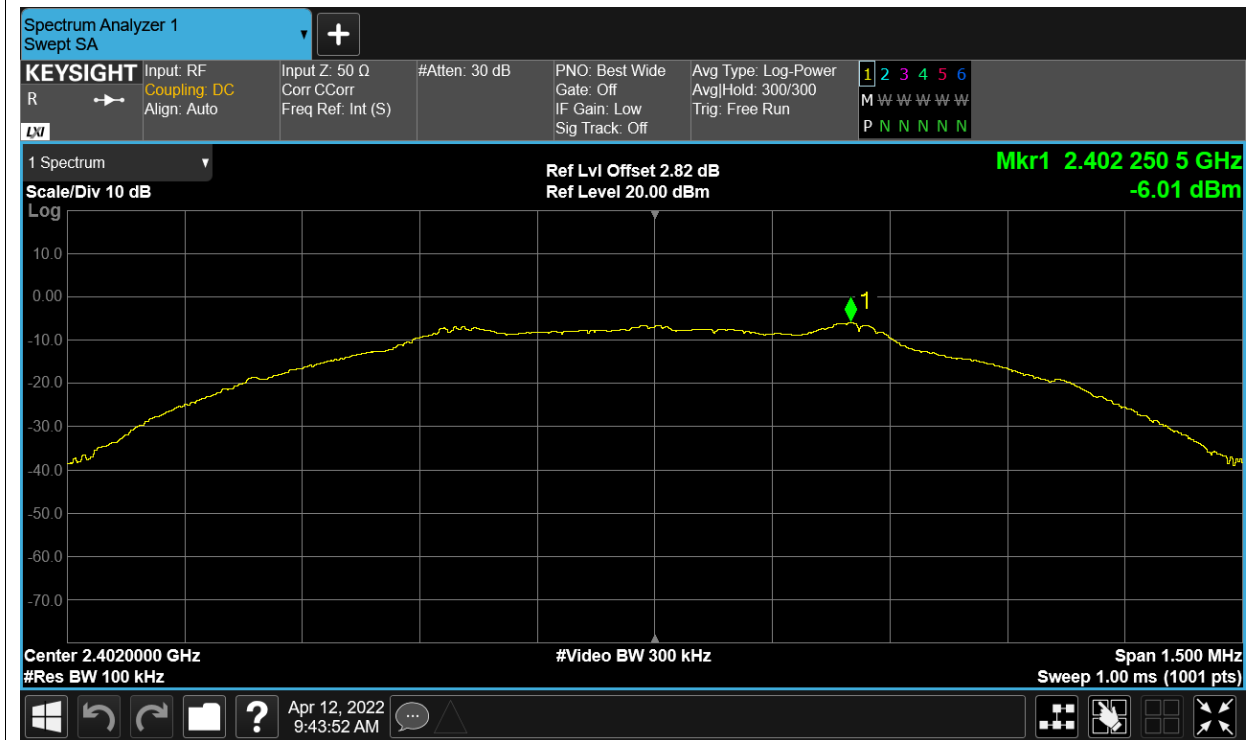 Spectrum Analyzer 1
Swept SA
KEYSIGHT
R
LXI
Input: RF
Coupling: DC
Align: Auto
Input Z: 50 Ω
Corr CCorr
Freq Ref: Int (S)
#Atten: 30 dB
PNO: Best Wide
Gate: Off
IF Gain: Low
Sig Track: Off
Avg Type: Log-Power
Avg|Hold: 300/300
Trig: Free Run
1 2 3 4 5 6
M W W W W W
P N N N N N
1 Spectrum
Scale/Div 10 dB
Log
Ref Lvl Offset 2.82 dB
Ref Level 20.00 dBm
Mkr1 2.402 250 5 GHz
-6.01 dBm
10.0
0.00
-10.0
-20.0
-30.0
-40.0
-50.0
-60.0
-70.0
1
Center 2.4020000 GHz
#Res BW 100 kHz
#Video BW 300 kHz
Span 1.500 MHz
Sweep 1.00 ms (1001 pts)
?
Apr 12, 2022
9:43:52 AM